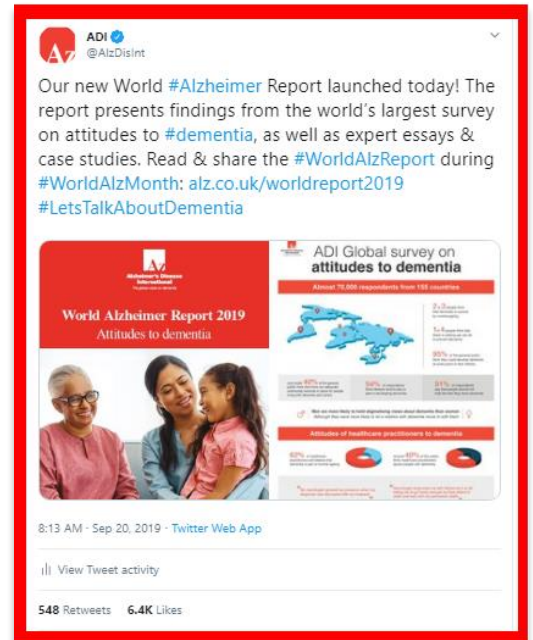 ADI
@AlzDisInt
Our new World #Alzheimer Report launched today! The
report presents findings from the world's largest survey
on attitudes to #dementia, as well as expert essays &
case studies. Read & share the #WorldAlzReport during
#WorldAlzMonth: alz.co.uk/worldreport2019
#LetsTalkAboutDementia
Alzheimer's Disease
International
World Alzheimer Report 2019
Attitudes to dementia
ADI Global survey on
attitudes to dementia
Almost 70,000 respondents from 155 countries
Attitudes of healthcare practitioners to dementia
8:13 AM · Sep 20, 2019 · Twitter Web App
View Tweet activity
548 Retweets 6.4K Likes